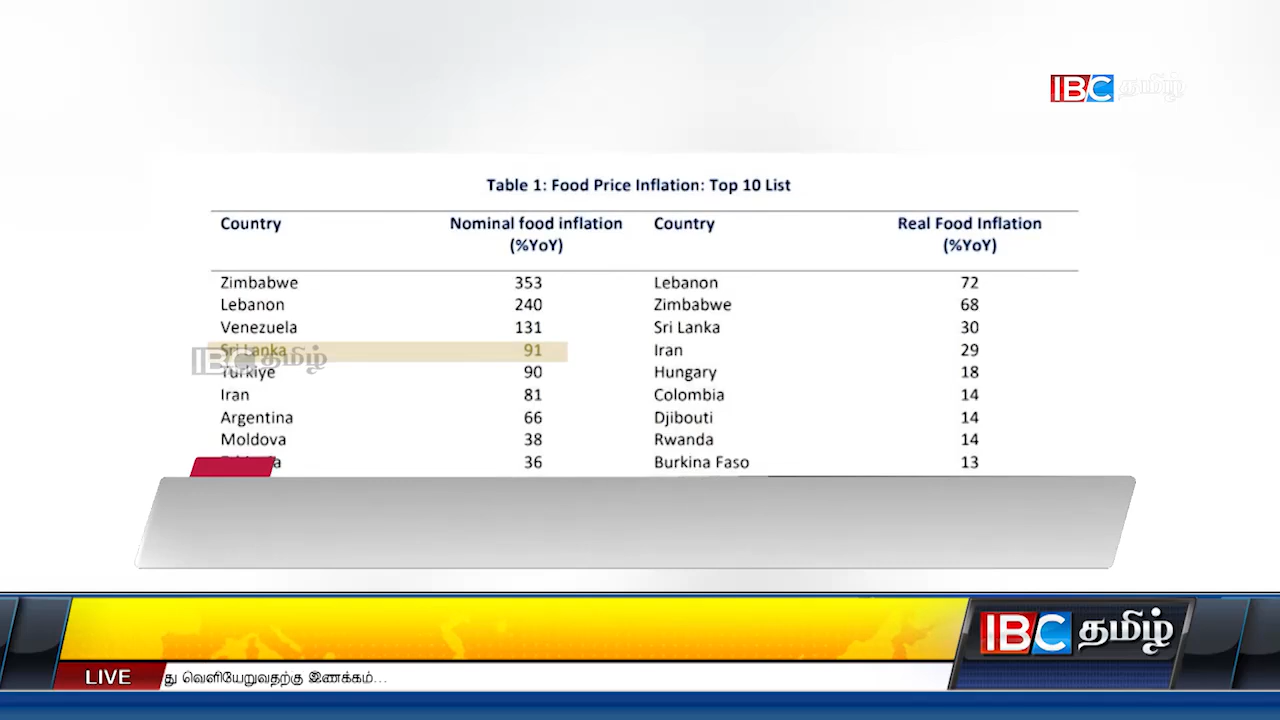 IBC தமிழ்
Table 1: Food Price Inflation: Top 10 List
Country Nominal food inflation (%YoY) Country Real Food Inflation (%YoY)
Zimbabwe 353 Lebanon 72
Lebanon 240 Zimbabwe 68
Venezuela 131 Sri Lanka 30
Sri Lanka 91 Iran 29
IBC தமிழ்
Türkiye 90 Hungary 18
Iran 81 Colombia 14
Argentina 66 Djibouti 14
Moldova 38 Rwanda 14
36 Burkina Faso 13
IBC தமிழ்
LIVE து வெளியேறுவதற்கு இணக்கம்...